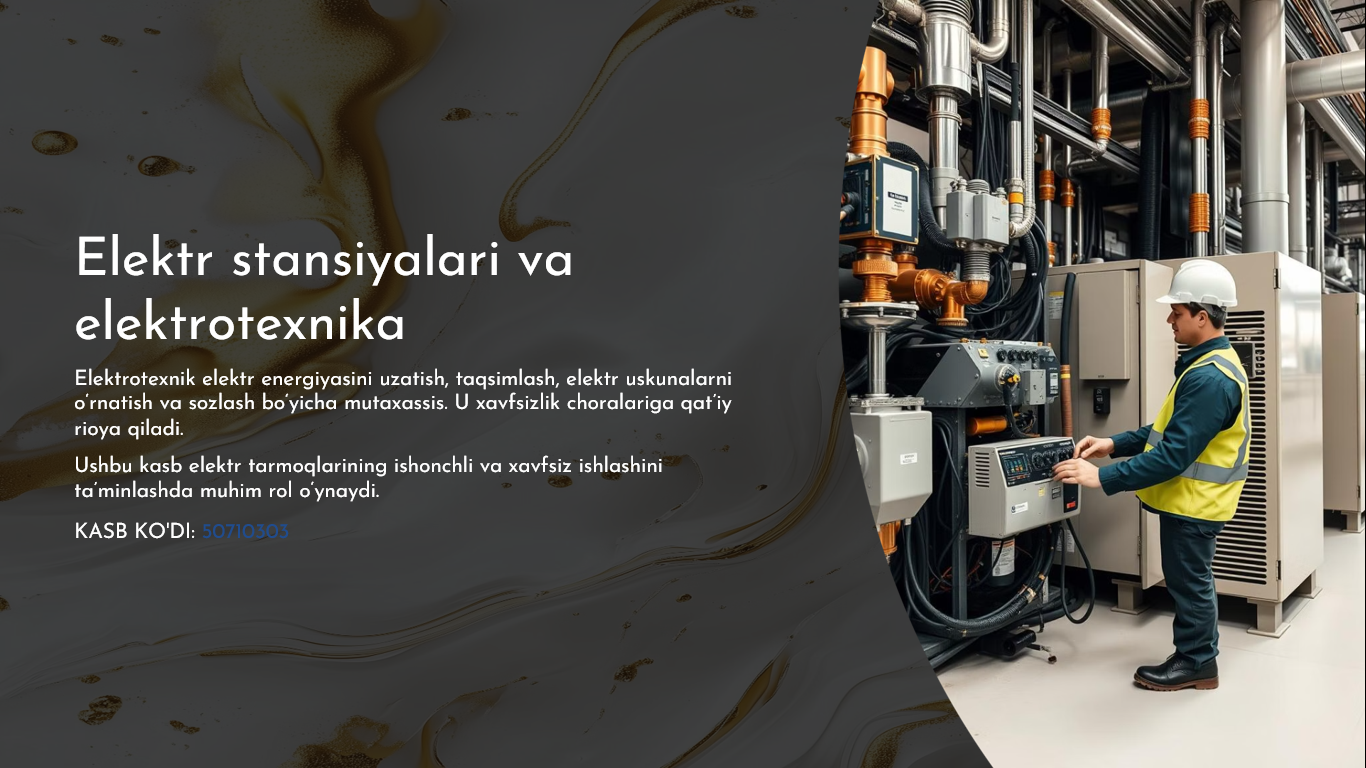 Elektr stansiyalari va
elektrotexnika
Elektrotexnik elektr energiyasini uzatish, taqsimlash, elektr uskunalarni
o‘rnatish va sozlash bo‘yicha mutaxassis. U xavfsizlik choralariga qat’iy
rioya qiladi.
Ushbu kasb elektr tarmoqlarining ishonchli va xavfsiz ishlashini
ta’minlashda muhim rol o‘ynaydi.
KASB KO'DI: 50710303